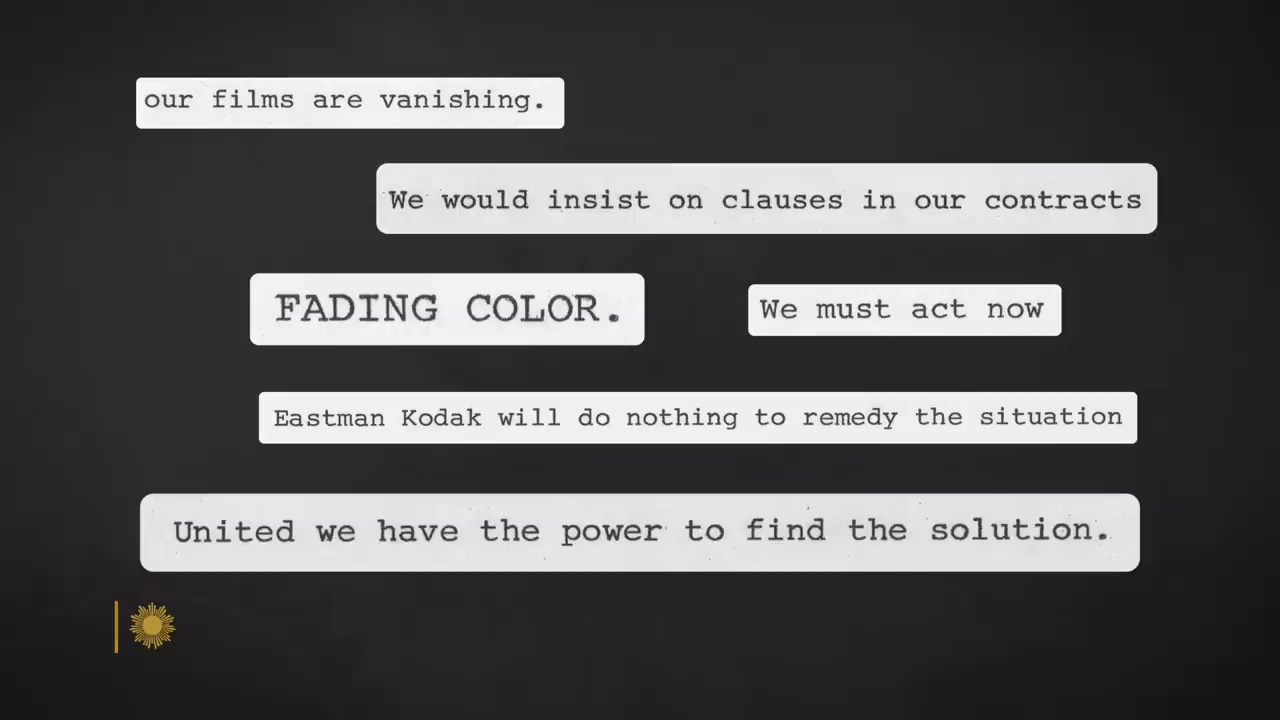 our films are vanishing.
We would insist on clauses in our contracts
FADING COLOR.
We must act now
Eastman Kodak will do nothing to remedy the situation
United we have the power to find the solution.